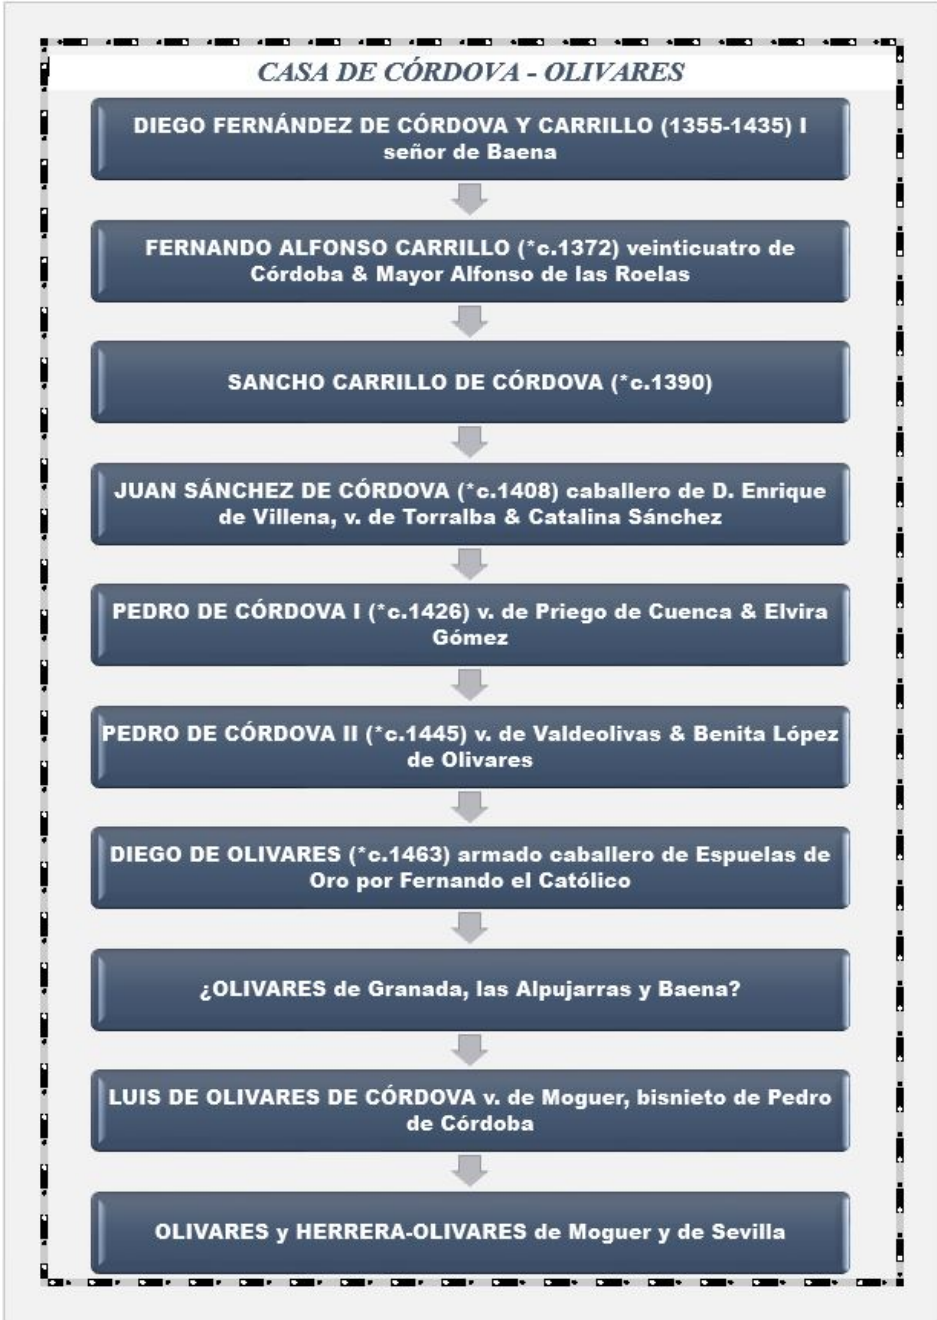 CASA DE CÓRDOVA - OLIVARES
DIEGO FERNÁNDEZ DE CÓRDOVA Y CARRILLO (1355-1435) I
señor de Baena
FERNANDO ALFONSO CARRILLO (*c.1372) veinticuatro de
Córdoba & Mayor Alfonso de las Roelas
SANCHO CARRILLO DE CÓRDOVA (*c.1390)
JUAN SÁNCHEZ DE CÓRDOVA (*c.1408) caballero de D. Enrique
de Villena, v. de Torralba & Catalina Sánchez
PEDRO DE CÓRDOVA I (*c.1426) v. de Priego de Cuenca & Elvira
Gómez
PEDRO DE CÓRDOVA II (*c.1445) v. de Valdeolivas & Benita López
de Olivares
DIEGO DE OLIVARES (*c.1463) armado caballero de Espuelas de
Oro por Fernando el Católico
¿OLIVARES de Granada, las Alpujarras y Baena?
LUIS DE OLIVARES DE CÓRDOVA v. de Moguer, bisnieto de Pedro
de Córdoba
OLIVARES y HERRERA-OLIVARES de Moguer y de Sevilla